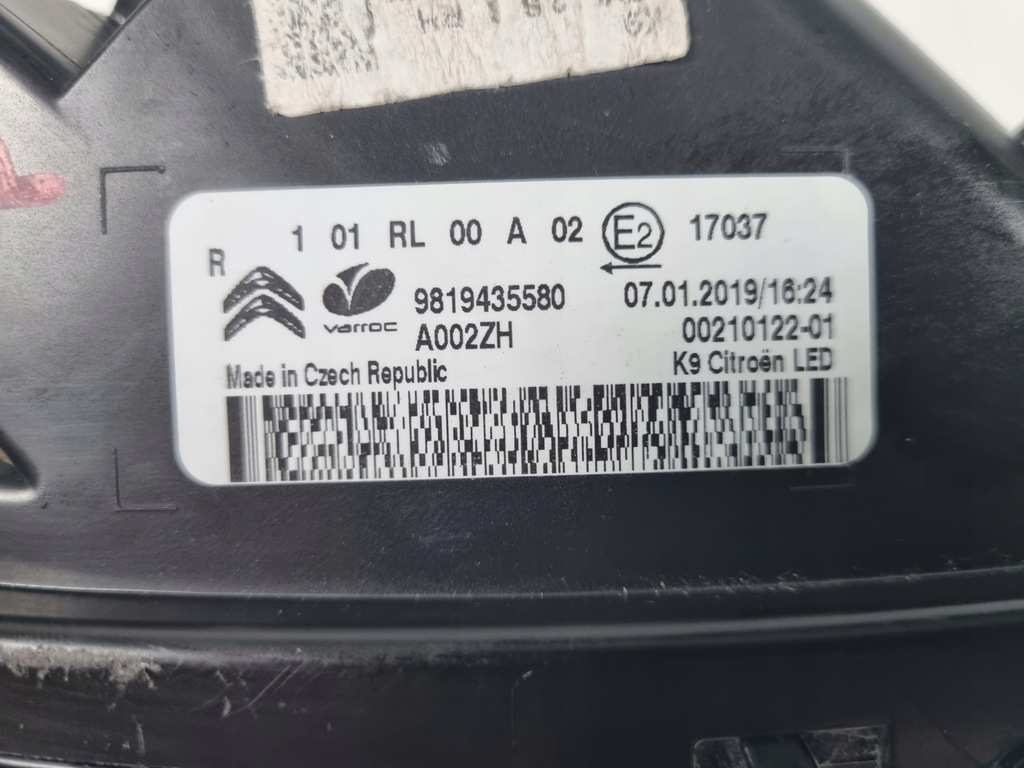 1 01 RL 00 A 02 E2 17037
R
varroc 9819435580 07.01.2019/16:24
A002ZH 00210122-01
Made in Czech Republic K9 Citroën LED